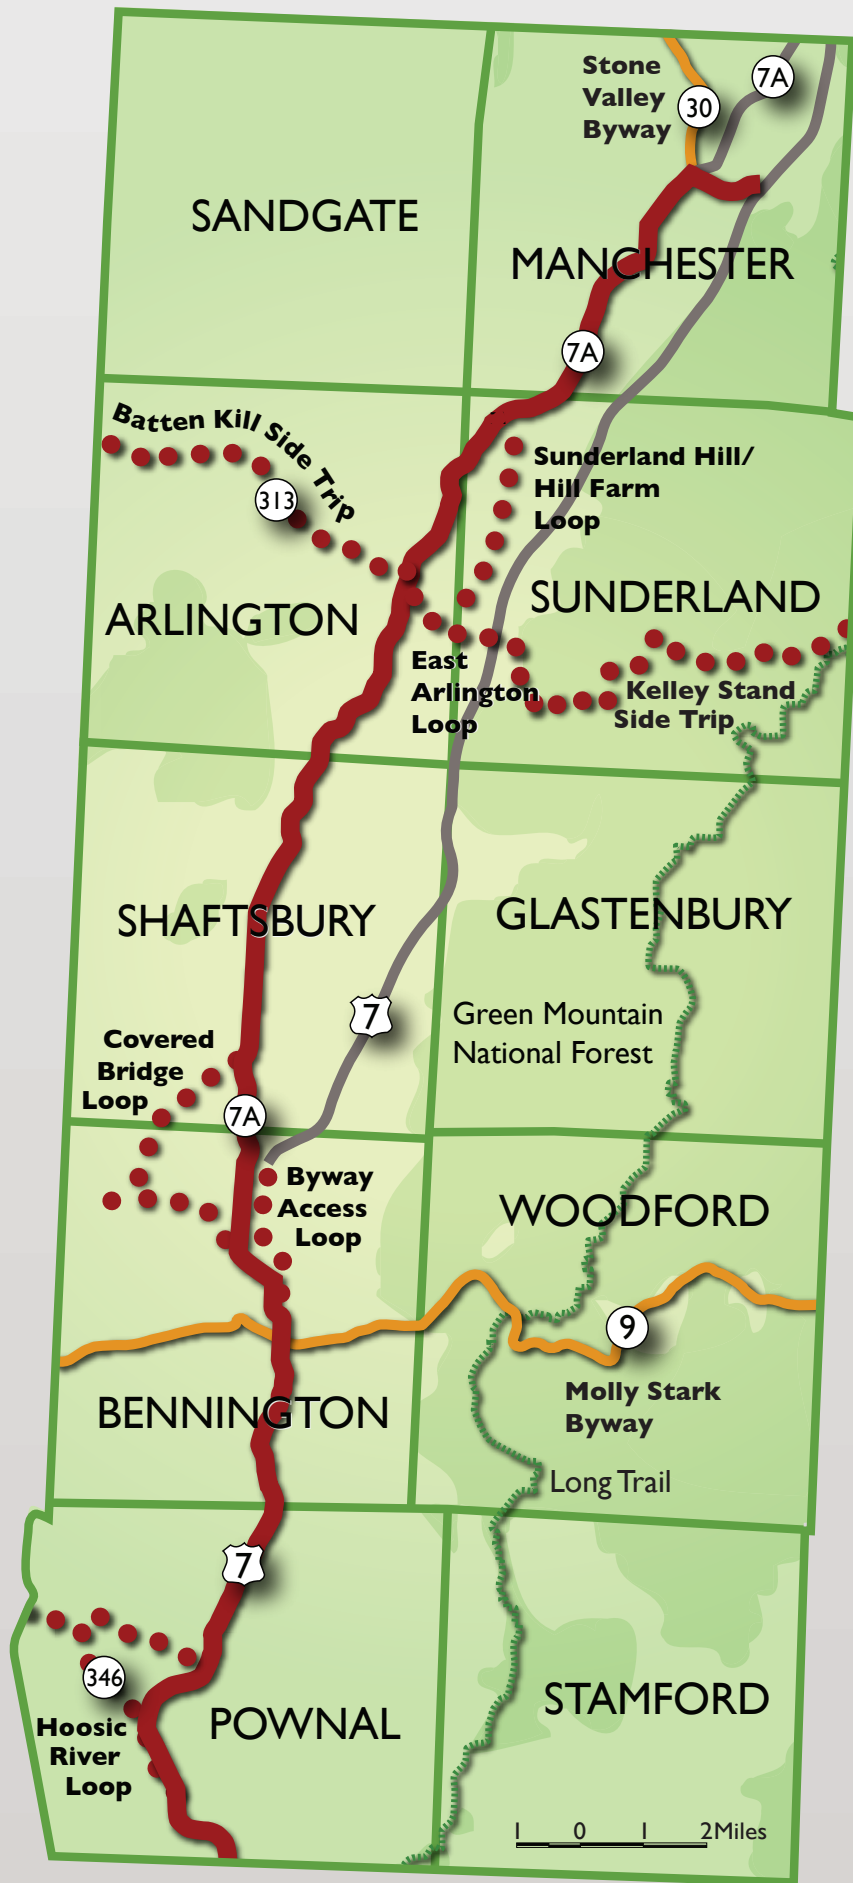 Stone
Valley
Byway
7A
30
SANDGATE
MANCHESTER
7A
Batten Kill Side Trip
313
Sunderland Hill/
Hill Farm
Loop
SUNDERLAND
ARLINGTON
East
Arlington
Loop
Kelley Stand
Side Trip
SHAFTSBURY
GLASTENBURY
7
Green Mountain
National Forest
Covered
Bridge
Loop
7A
Byway
Access
Loop
WOODFORD
9
Molly Stark
Byway
BENNINGTON
Long Trail
7
346
Hoosic
River
Loop
POWNAL
STAMFORD
1 0 1 2Miles